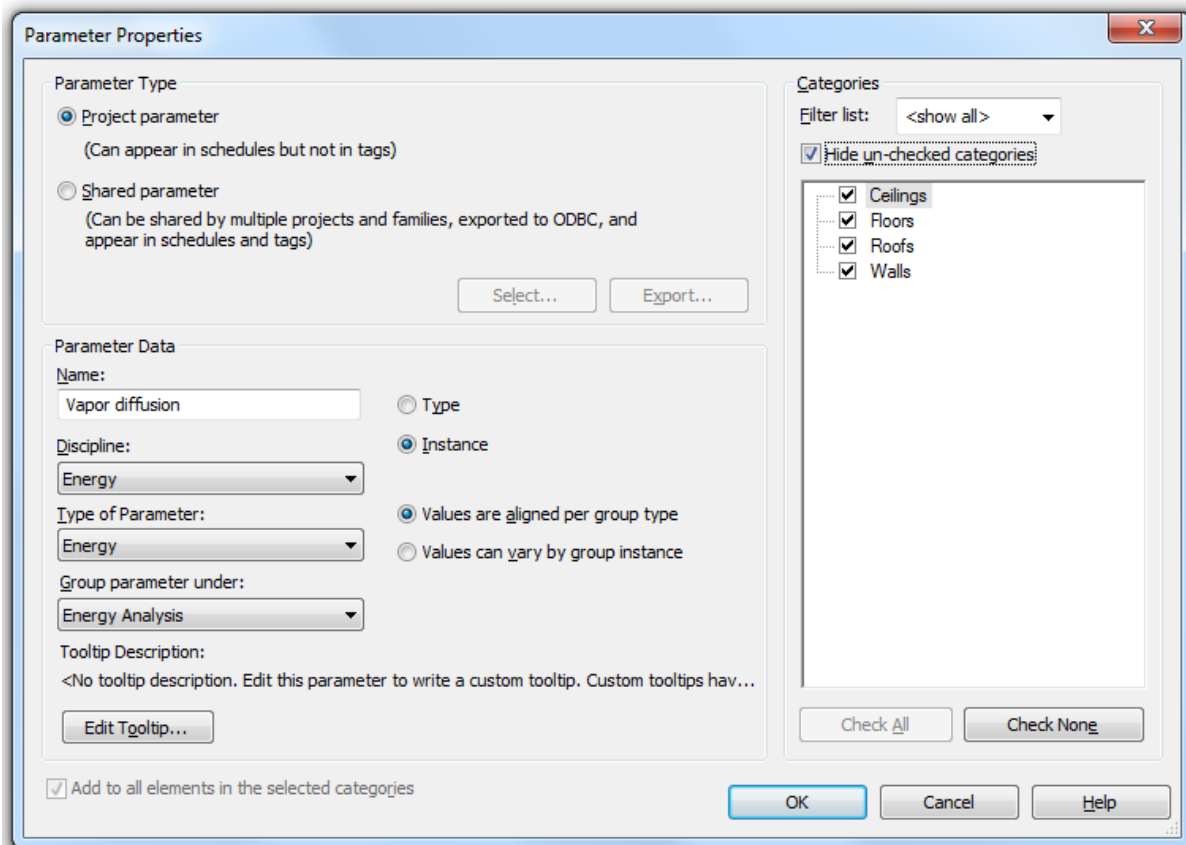 Parameter Properties
Parameter Type
Project parameter
(Can appear in schedules but not in tags)
Shared parameter
(Can be shared by multiple projects and families, exported to ODBC, and
appear in schedules and tags)
Select...
Export...
Parameter Data
Name:
Vapor diffusion
Type
Discipline:
Instance
Energy
Type of Parameter:
Values are aligned per group type
Energy
Values can vary by group instance
Group parameter under:
Energy Analysis
Tooltip Description:
<No tooltip description. Edit this parameter to write a custom tooltip. Custom tooltips hav...
Edit Tooltip...
Add to all elements in the selected categories
Categories
Filter list:
<show all>
Hide un-checked categories
Ceilings
Floors
Roofs
Walls
Check All
Check None
OK
Cancel
Help